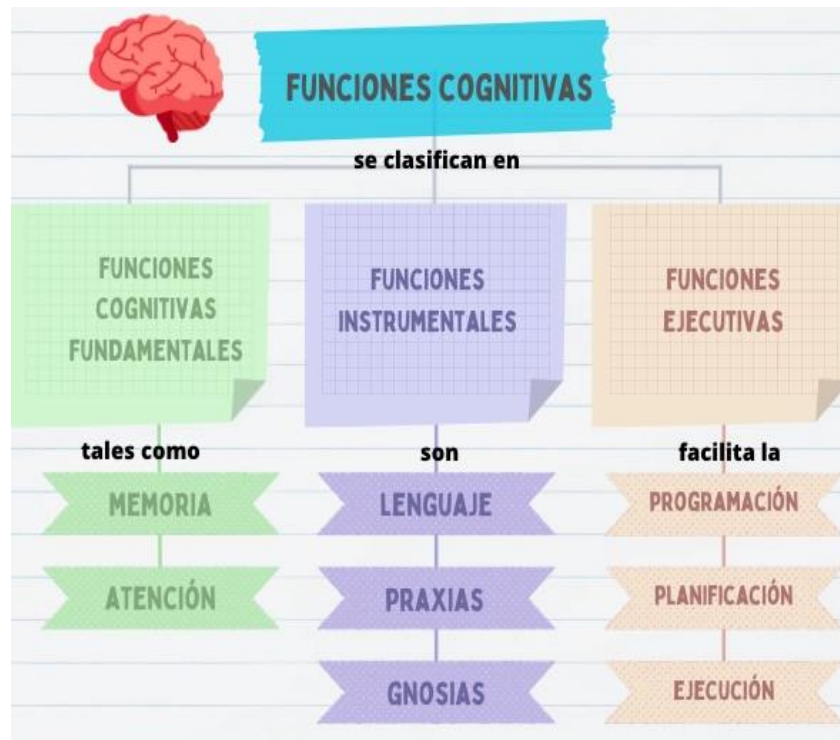 FUNCIONES COGNITIVAS
se clasifican en
FUNCIONES
COGNITIVAS
FUNDAMENTALES
FUNCIONES
INSTRUMENTALES
FUNCIONES
EJECUTIVAS
tales como
son
facilita la
MEMORIA
LENGUAJE
PROGRAMACIÓN
ATENCIÓN
PRAXIAS
PLANIFICACIÓN
GNOSIAS
EJECUCIÓN